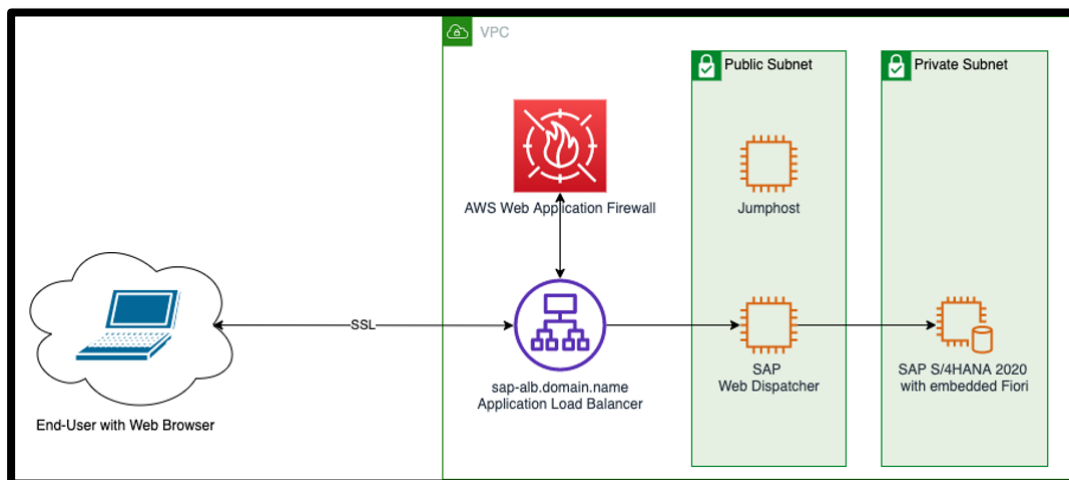 VPC
Public Subnet
Private Subnet
AWS Web Application Firewall
Jumphost
SSL
sap-alb.domain.name
Application Load Balancer
SAP
Web Dispatcher
SAP S/4HANA 2020
with embedded Fiori
End-User with Web Browser